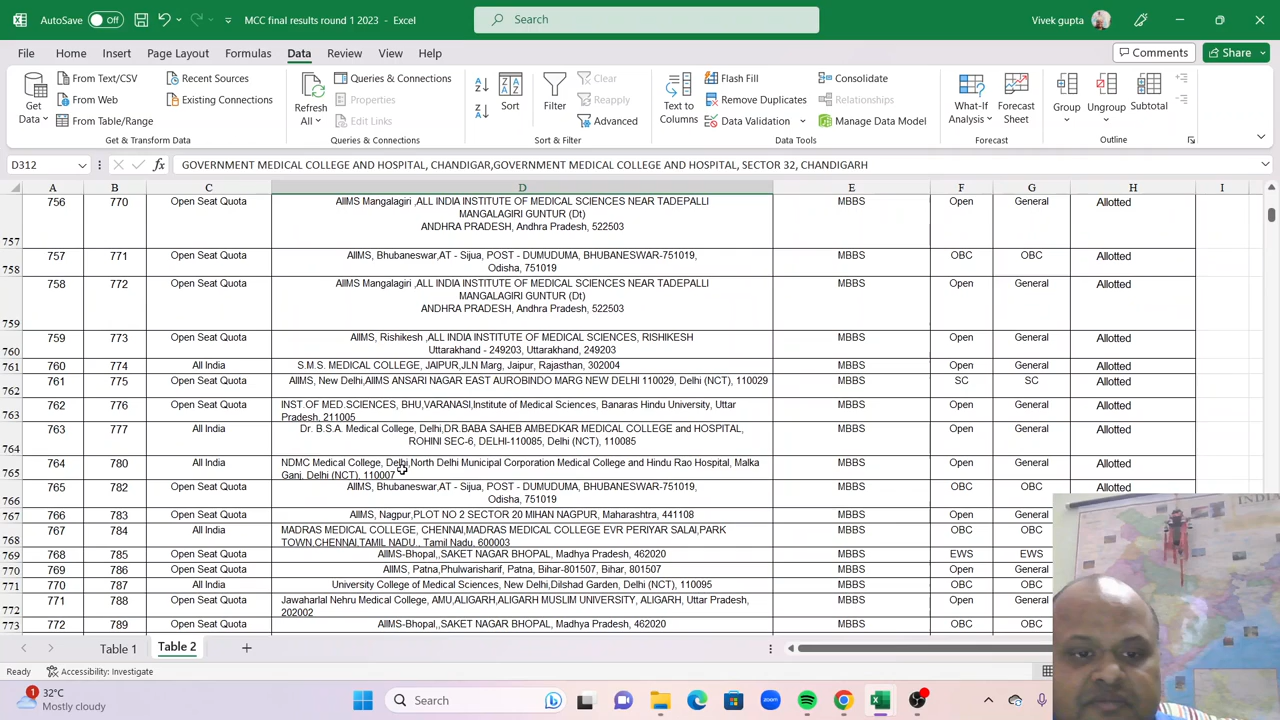 AutoSave Off MCC final results round 1 2023 - Excel Search Vivek gupta
File Home Insert Page Layout Formulas Data Review View Help Comments Share
Get Data
From Text/CSV
From Web
From Table/Range
Recent Sources
Existing Connections
Get & Transform Data
Refresh All
Queries & Connections
Properties
Edit Links
Queries & Connections
Sort
Filter
Clear
Reapply
Advanced
Sort & Filter
Text to Columns
Flash Fill
Remove Duplicates
Data Validation
Consolidate
Relationships
Manage Data Model
Data Tools
What-If Analysis
Forecast Sheet
Forecast
Group
Ungroup
Subtotal
Outline
D312 fx GOVERNMENT MEDICAL COLLEGE AND HOSPITAL, CHANDIGAR,GOVERNMENT MEDICAL COLLEGE AND HOSPITAL, SECTOR 32, CHANDIGARH
A B C D E F G H I
756 770 Open Seat Quota AIIMS Mangalagiri ,ALL INDIA INSTITUTE OF MEDICAL SCIENCES NEAR TADEPALLI MBBS Open General Allotted
MANGALAGIRI GUNTUR (Dt)
ANDHRA PRADESH, Andhra Pradesh, 522503
757
757 771 Open Seat Quota AIIMS, Bhubaneswar,AT - Sijua, POST - DUMUDUMA, BHUBANESWAR-751019, MBBS OBC OBC Allotted
758 Odisha, 751019
758 772 Open Seat Quota AIIMS Mangalagiri ,ALL INDIA INSTITUTE OF MEDICAL SCIENCES NEAR TADEPALLI MBBS Open General Allotted
MANGALAGIRI GUNTUR (Dt)
ANDHRA PRADESH, Andhra Pradesh, 522503
759
759 773 Open Seat Quota AIIMS, Rishikesh ,ALL INDIA INSTITUTE OF MEDICAL SCIENCES, RISHIKESH MBBS Open General Allotted
760 Uttarakhand - 249203, Uttarakhand, 249203
761 760 774 All India S.M.S. MEDICAL COLLEGE, JAIPUR,JLN Marg, Jaipur, Rajasthan, 302004 MBBS Open General Allotted
761 775 Open Seat Quota AIIMS, New Delhi,AIIMS ANSARI NAGAR EAST AUROBINDO MARG NEW DELHI 110029, Delhi (NCT), 110029 MBBS SC SC Allotted
762
762 776 Open Seat Quota INST.OF MED.SCIENCES, BHU,VARANASI,Institute of Medical Sciences, Banaras Hindu University, Uttar MBBS Open General Allotted
763 Pradesh, 211005
763 777 All India Dr. B.S.A. Medical College, Delhi,DR.BABA SAHEB AMBEDKAR MEDICAL COLLEGE and HOSPITAL, MBBS Open General Allotted
764 ROHINI SEC-6, DELHI-110085, Delhi (NCT), 110085
764 780 All India NDMC Medical College, Delhi,North Delhi Municipal Corporation Medical College and Hindu Rao Hospital, Malka MBBS Open General Allotted
765 Ganj, Delhi (NCT), 110007
765 782 Open Seat Quota AIIMS, Bhubaneswar,AT - Sijua, POST - DUMUDUMA, BHUBANESWAR-751019, MBBS OBC OBC
766 Odisha, 751019
767 766 783 Open Seat Quota AIIMS, Nagpur,PLOT NO 2 SECTOR 20 MIHAN NAGPUR, Maharashtra, 441108 MBBS Open General
767 784 All India MADRAS MEDICAL COLLEGE, CHENNAI,MADRAS MEDICAL COLLEGE EVR PERIYAR SALAI,PARK MBBS OBC OBC
768 TOWN,CHENNAI,TAMIL NADU, , Tamil Nadu, 600003
769 768 785 Open Seat Quota AIIMS-Bhopal,,SAKET NAGAR BHOPAL, Madhya Pradesh, 462020 MBBS EWS EWS
770 769 786 Open Seat Quota AIIMS, Patna,Phulwarisharif, Patna, Bihar-801507, Bihar, 801507 MBBS Open General
771 770 787 All India University College of Medical Sciences, New Delhi,Dilshad Garden, Delhi (NCT), 110095 MBBS OBC OBC
771 788 Open Seat Quota Jawaharlal Nehru Medical College, AMU,ALIGARH,ALIGARH MUSLIM UNIVERSITY, ALIGARH, Uttar Pradesh, MBBS Open General
772 202002
773 772 789 Open Seat Quota AIIMS-Bhopal,,SAKET NAGAR BHOPAL, Madhya Pradesh, 462020 MBBS OBC OBC
Table 1 Table 2
Ready Accessibility: Investigate
1 32°C
Mostly cloudy
Search
zoom